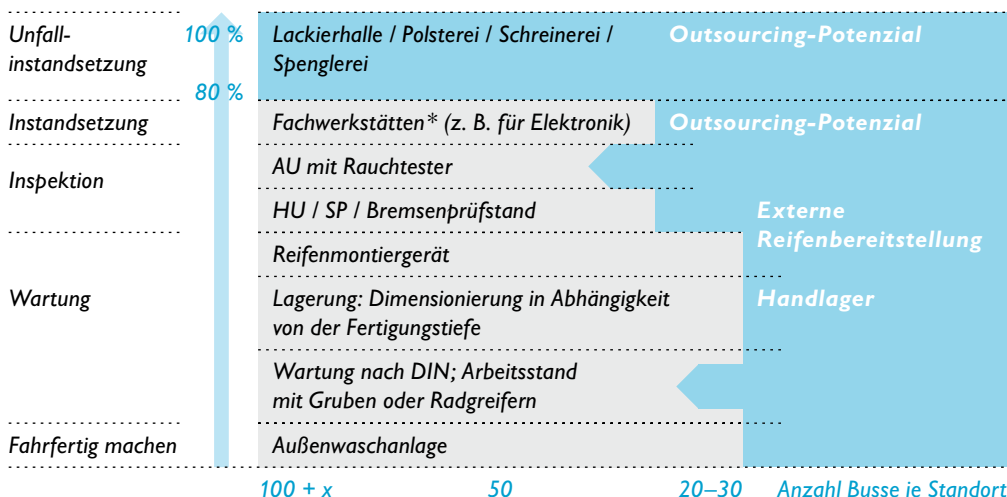 Unfall-
instandsetzung
100 %
Lackierhalle / Polsterei / Schreinerei /
Spenglerei
Outsourcing-Potenzial
80 %
Instandsetzung
Fachwerkstätten* (z. B. für Elektronik)
Outsourcing-Potenzial
Inspektion
AU mit Rauchtester
HU / SP / Bremsenprüfstand
Externe
Reifenbereitstellung
Wartung
Reifenmontiergerät
Lagerung: Dimensionierung in Abhängigkeit
von der Fertigungstiefe
Handlager
Wartung nach DIN; Arbeitsstand
mit Gruben oder Radgreifern
Fahrfertig machen
Außenwaschanlage
100 + x
50
20–30
Anzahl Busse je Standort